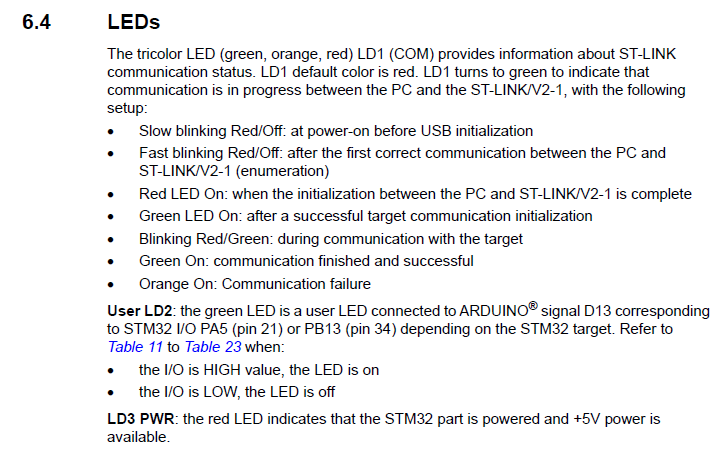 6.4 LEDs
The tricolor LED (green, orange, red) LD1 (COM) provides information about ST-LINK
communication status. LD1 default color is red. LD1 turns to green to indicate that
communication is in progress between the PC and the ST-LINK/V2-1, with the following
setup:
• Slow blinking Red/Off: at power-on before USB initialization
• Fast blinking Red/Off: after the first correct communication between the PC and
ST-LINK/V2-1 (enumeration)
• Red LED On: when the initialization between the PC and ST-LINK/V2-1 is complete
• Green LED On: after a successful target communication initialization
• Blinking Red/Green: during communication with the target
• Green On: communication finished and successful
• Orange On: Communication failure
User LD2: the green LED is a user LED connected to ARDUINO® signal D13 corresponding
to STM32 I/O PA5 (pin 21) or PB13 (pin 34) depending on the STM32 target. Refer to
Table 11 to Table 23 when:
• the I/O is HIGH value, the LED is on
• the I/O is LOW, the LED is off
LD3 PWR: the red LED indicates that the STM32 part is powered and +5V power is
available.